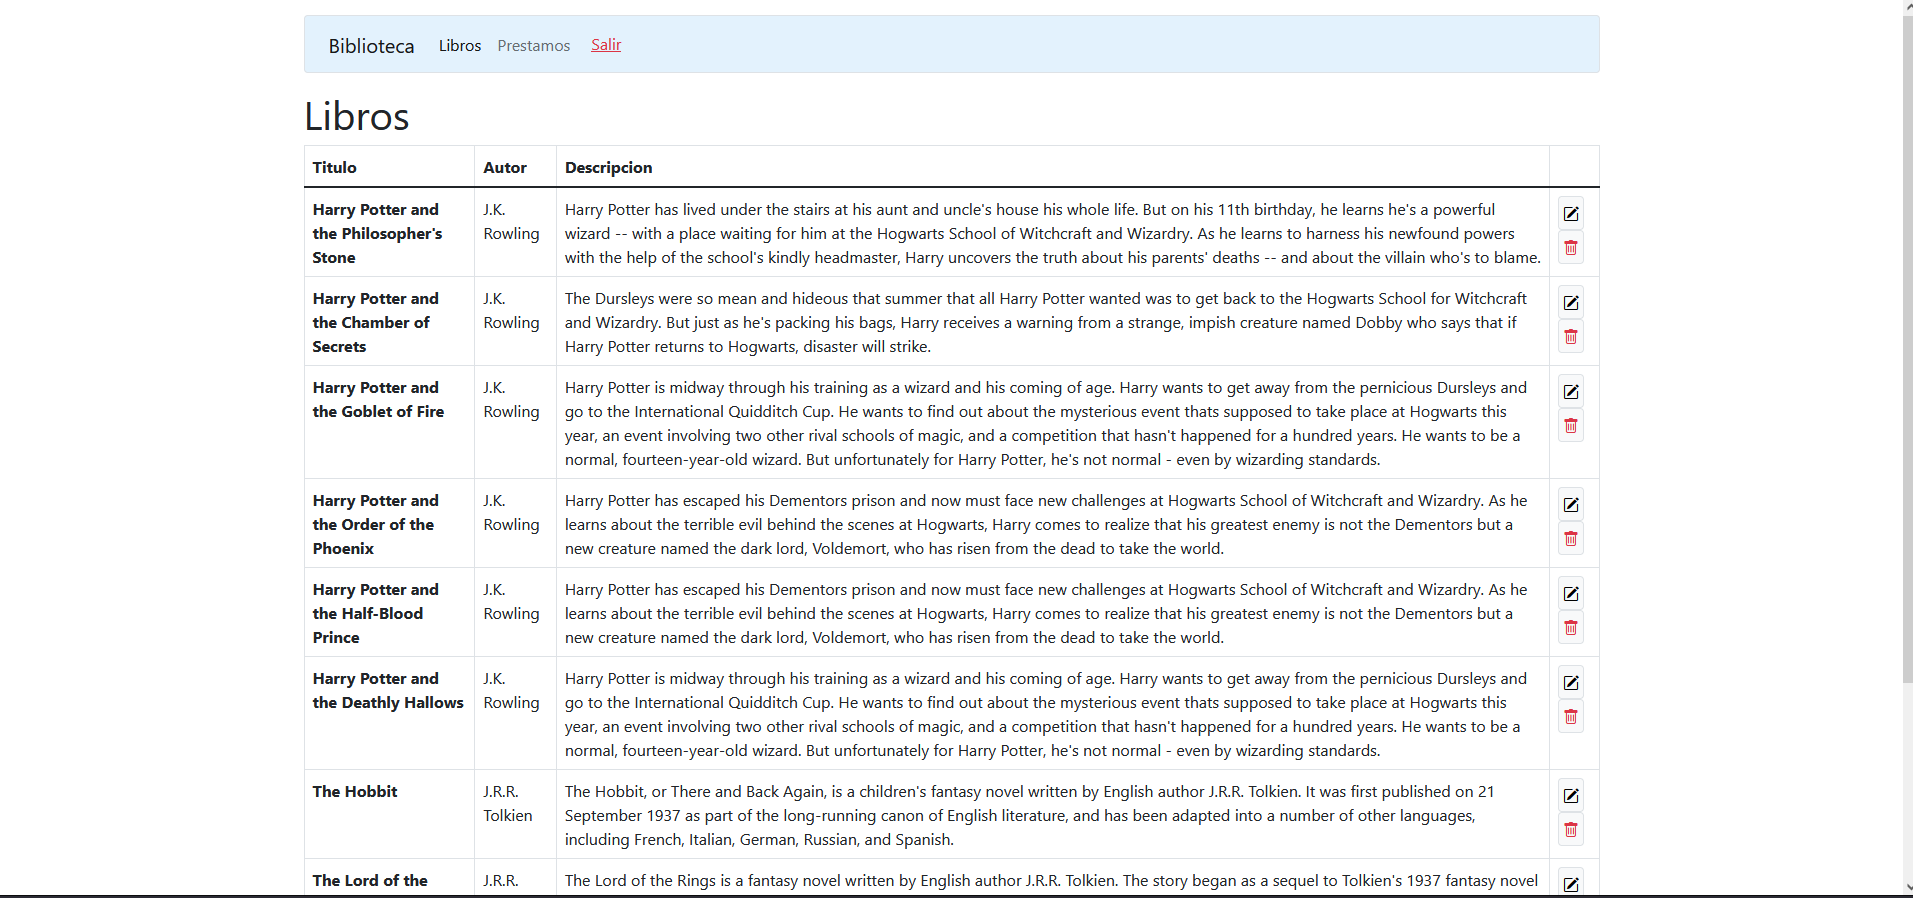 Biblioteca Libros Prestamos Salir
Libros
Titulo Autor Descripcion
Harry Potter and the Philosopher's Stone
J.K. Rowling
Harry Potter has lived under the stairs at his aunt and uncle's house his whole life. But on his 11th birthday, he learns he's a powerful
wizard -- with a place waiting for him at the Hogwarts School of Witchcraft and Wizardry. As he learns to harness his newfound powers
with the help of the school's kindly headmaster, Harry uncovers the truth about his parents' deaths -- and about the villain who's to blame.
Harry Potter and the Chamber of Secrets
J.K. Rowling
The Dursleys were so mean and hideous that summer that all Harry Potter wanted was to get back to the Hogwarts School for Witchcraft
and Wizardry. But just as he's packing his bags, Harry receives a warning from a strange, impish creature named Dobby who says that if
Harry Potter returns to Hogwarts, disaster will strike.
Harry Potter and the Goblet of Fire
J.K. Rowling
Harry Potter is midway through his training as a wizard and his coming of age. Harry wants to get away from the pernicious Dursleys and
go to the International Quidditch Cup. He wants to find out about the mysterious event thats supposed to take place at Hogwarts this
year, an event involving two other rival schools of magic, and a competition that hasn't happened for a hundred years. He wants to be a
normal, fourteen-year-old wizard. But unfortunately for Harry Potter, he's not normal - even by wizarding standards.
Harry Potter and the Order of the Phoenix
J.K. Rowling
Harry Potter has escaped his Dementors prison and now must face new challenges at Hogwarts School of Witchcraft and Wizardry. As he
learns about the terrible evil behind the scenes at Hogwarts, Harry comes to realize that his greatest enemy is not the Dementors but a
new creature named the dark lord, Voldemort, who has risen from the dead to take the world.
Harry Potter and the Half-Blood Prince
J.K. Rowling
Harry Potter has escaped his Dementors prison and now must face new challenges at Hogwarts School of Witchcraft and Wizardry. As he
learns about the terrible evil behind the scenes at Hogwarts, Harry comes to realize that his greatest enemy is not the Dementors but a
new creature named the dark lord, Voldemort, who has risen from the dead to take the world.
Harry Potter and the Deathly Hallows
J.K. Rowling
Harry Potter is midway through his training as a wizard and his coming of age. Harry wants to get away from the pernicious Dursleys and
go to the International Quidditch Cup. He wants to find out about the mysterious event thats supposed to take place at Hogwarts this
year, an event involving two other rival schools of magic, and a competition that hasn't happened for a hundred years. He wants to be a
normal, fourteen-year-old wizard. But unfortunately for Harry Potter, he's not normal - even by wizarding standards.
The Hobbit
J.R.R. Tolkien
The Hobbit, or There and Back Again, is a children's fantasy novel written by English author J.R.R. Tolkien. It was first published on 21
September 1937 as part of the long-running canon of English literature, and has been adapted into a number of other languages,
including French, Italian, German, Russian, and Spanish.
The Lord of the
J.R.R.
The Lord of the Rings is a fantasy novel written by English author J.R.R. Tolkien. The story began as a sequel to Tolkien's 1937 fantasy novel